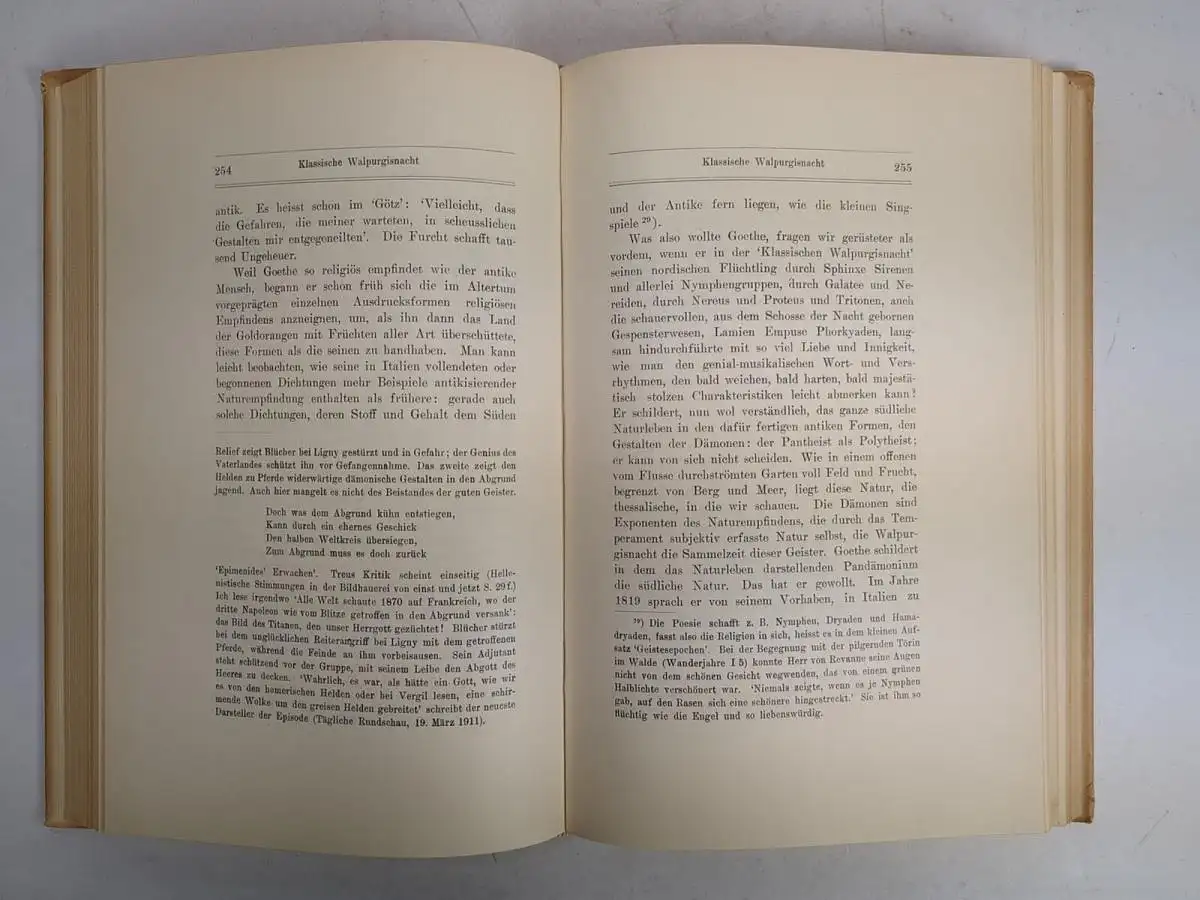 254
Klassische Walpurgisnacht
antik. Es heisst schon im ‘Götz’: ‘Vielleicht, dass
die Gefahren, die meiner warteten, in scheusslichen
Gestalten mir entgegeneilten’. Die Furcht schafft tau-
send Ungeheuer.
Weil Goethe so religiös empfindet wie der antike
Mensch, begann er schon früh sich die im Altertum
vorgeprägten einzelnen Ausdrucksformen religiösen
Empfindens anzueignen, um, als ihn dann das Land
der Goldorangen mit Früchten aller Art überschüttete,
diese Formen als die seinen zu handhaben. Man kann
leicht beobachten, wie seine in Italien vollendeten oder
begonnenen Dichtungen mehr Beispiele antikisierender
Naturempfindung enthalten als frühere: gerade auch
solche Dichtungen, deren Stoff und Gehalt dem Süden
Relief zeigt Blücher bei Ligny gestürzt und in Gefahr; der Genius des
Vaterlandes schützt ihn vor Gefangennahme. Das zweite zeigt den
Helden zu Pferde widerwärtige dämonische Gestalten in den Abgrund
jagend. Auch hier mangelt es nicht des Beistandes der guten Geister.
Doch was dem Abgrund kühn entstiegen,
Kann durch ein ehernes Geschick
Den halben Weltkreis übersiegen,
Zum Abgrund muss es doch zurück
‘Epimenides’ Erwachen’. Treus Kritik scheint einseitig (Helle-
nistische Stimmungen in der Bildhauerei von einst und jetzt S. 29 f.)
Ich lese irgendwo ‘Alle Welt schaute 1870 auf Frankreich, wo der
dritte Napoleon wie vom Blitze getroffen in den Abgrund versank’:
das Bild des Titanen, den unser Herrgott gezüchtet! Blücher stürzt
bei dem unglücklichen Reiterangriff bei Ligny mit dem getroffenen
Pferde, während die Feinde an ihm vorbeisausen. Sein Adjutant
steht schützend vor der Gruppe, mit seinem Leibe den Abgott des
Heeres zu decken. ‘Wahrlich, es war, als hätte ein Gott, wie wir
es von den homerischen Helden oder bei Vergil lesen, eine schir-
mende Wolke um den greisen Helden gebreitet’ schreibt der neueste
Darsteller der Episode (Tägliche Rundschau, 19. März 1911).
Klassische Walpurgisnacht
255
und der Antike fern liegen, wie die kleinen Sing-
spiele ²⁹).
Was also wollte Goethe, fragen wir gerüsteter als
vordem, wenn er in der ‘Klassischen Walpurgisnacht’
seinen nordischen Flüchtling durch Sphinxe Sirenen
und allerlei Nymphengruppen, durch Galatee und Ne-
reiden, durch Nereus und Proteus und Tritonen, auch
die schauervollen, aus dem Schosse der Nacht gebornen
Gespensterwesen, Lamien Empuse Phorkyaden, lang-
sam hindurchführte mit so viel Liebe und Innigkeit,
wie man den genial-musikalischen Wort- und Vers-
rhythmen, den bald weichen, bald harten, bald majestä-
tisch stolzen Charakteristiken leicht abmerken kann?
Er schildert, nun wol verständlich, das ganze südliche
Naturleben in den dafür fertigen antiken Formen, den
Gestalten der Dämonen: der Pantheist als Polytheist;
er kann von sich nicht scheiden. Wie in einem offenen
vom Flusse durchströmten Garten voll Feld und Frucht,
begrenzt von Berg und Meer, liegt diese Natur, die
thessalische, in die wir schauen. Die Dämonen sind
Exponenten des Naturempfindens, die durch das Tem-
perament subjektiv erfasste Natur selbst, die Walpur-
gisnacht die Sammelzeit dieser Geister. Goethe schildert
in dem das Naturleben darstellenden Pandämonium
die südliche Natur. Das hat er gewollt. Im Jahre
1819 sprach er von seinem Vorhaben, in Italien zu
²⁹) Die Poesie schafft z. B. Nymphen, Dryaden und Hama-
dryaden, fasst also die Religion in sich, heisst es in dem kleinen Auf-
satz ‘Geistesepochen’. Bei der Begegnung mit der pilgernden Törin
im Walde (Wanderjahre I 5) konnte Herr von Revanne seine Augen
nicht von dem schönen Gesicht wegwenden, das von einem grünen
Halblichte verschönert war. ‘Niemals zeigte, wenn es je Nymphen
gab, auf den Rasen sich eine schönere hingestreckt.’ Sie ist ihm so
flüchtig wie die Engel und so liebenswürdig.